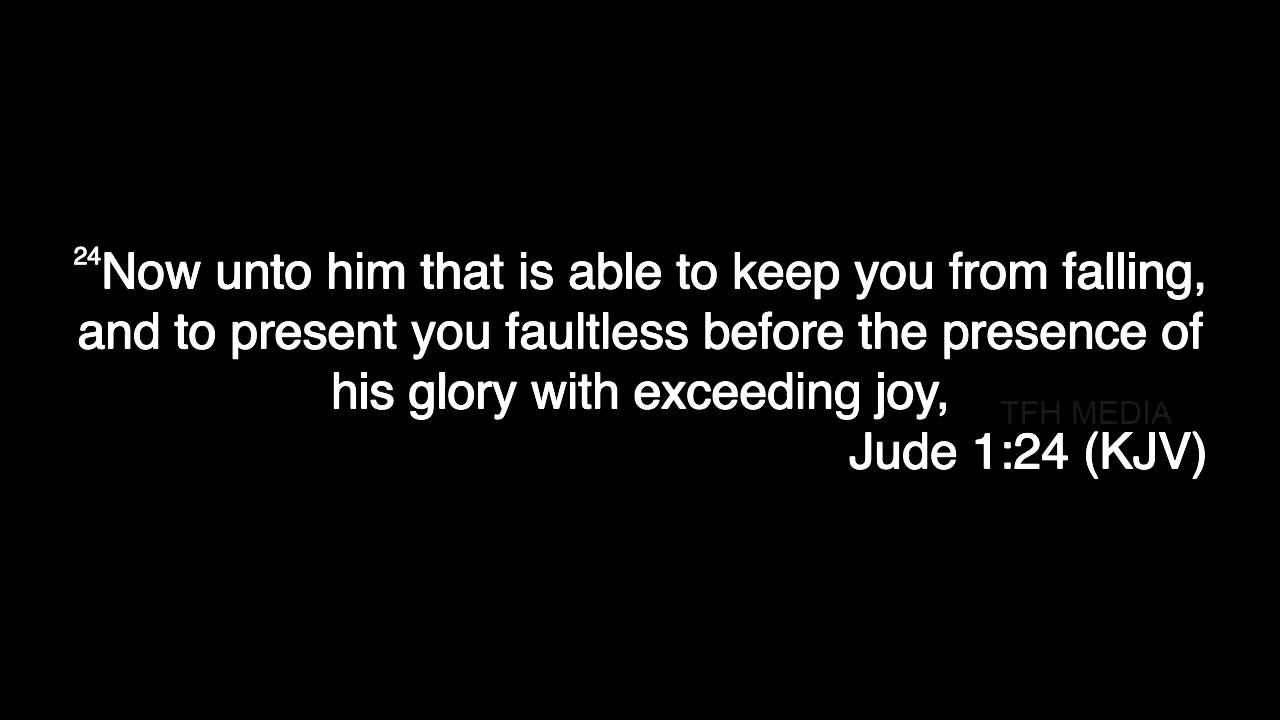 24Now unto him that is able to keep you from falling,
and to present you faultless before the presence of
his glory with exceeding joy,
TFH MEDIA
Jude 1:24 (KJV)